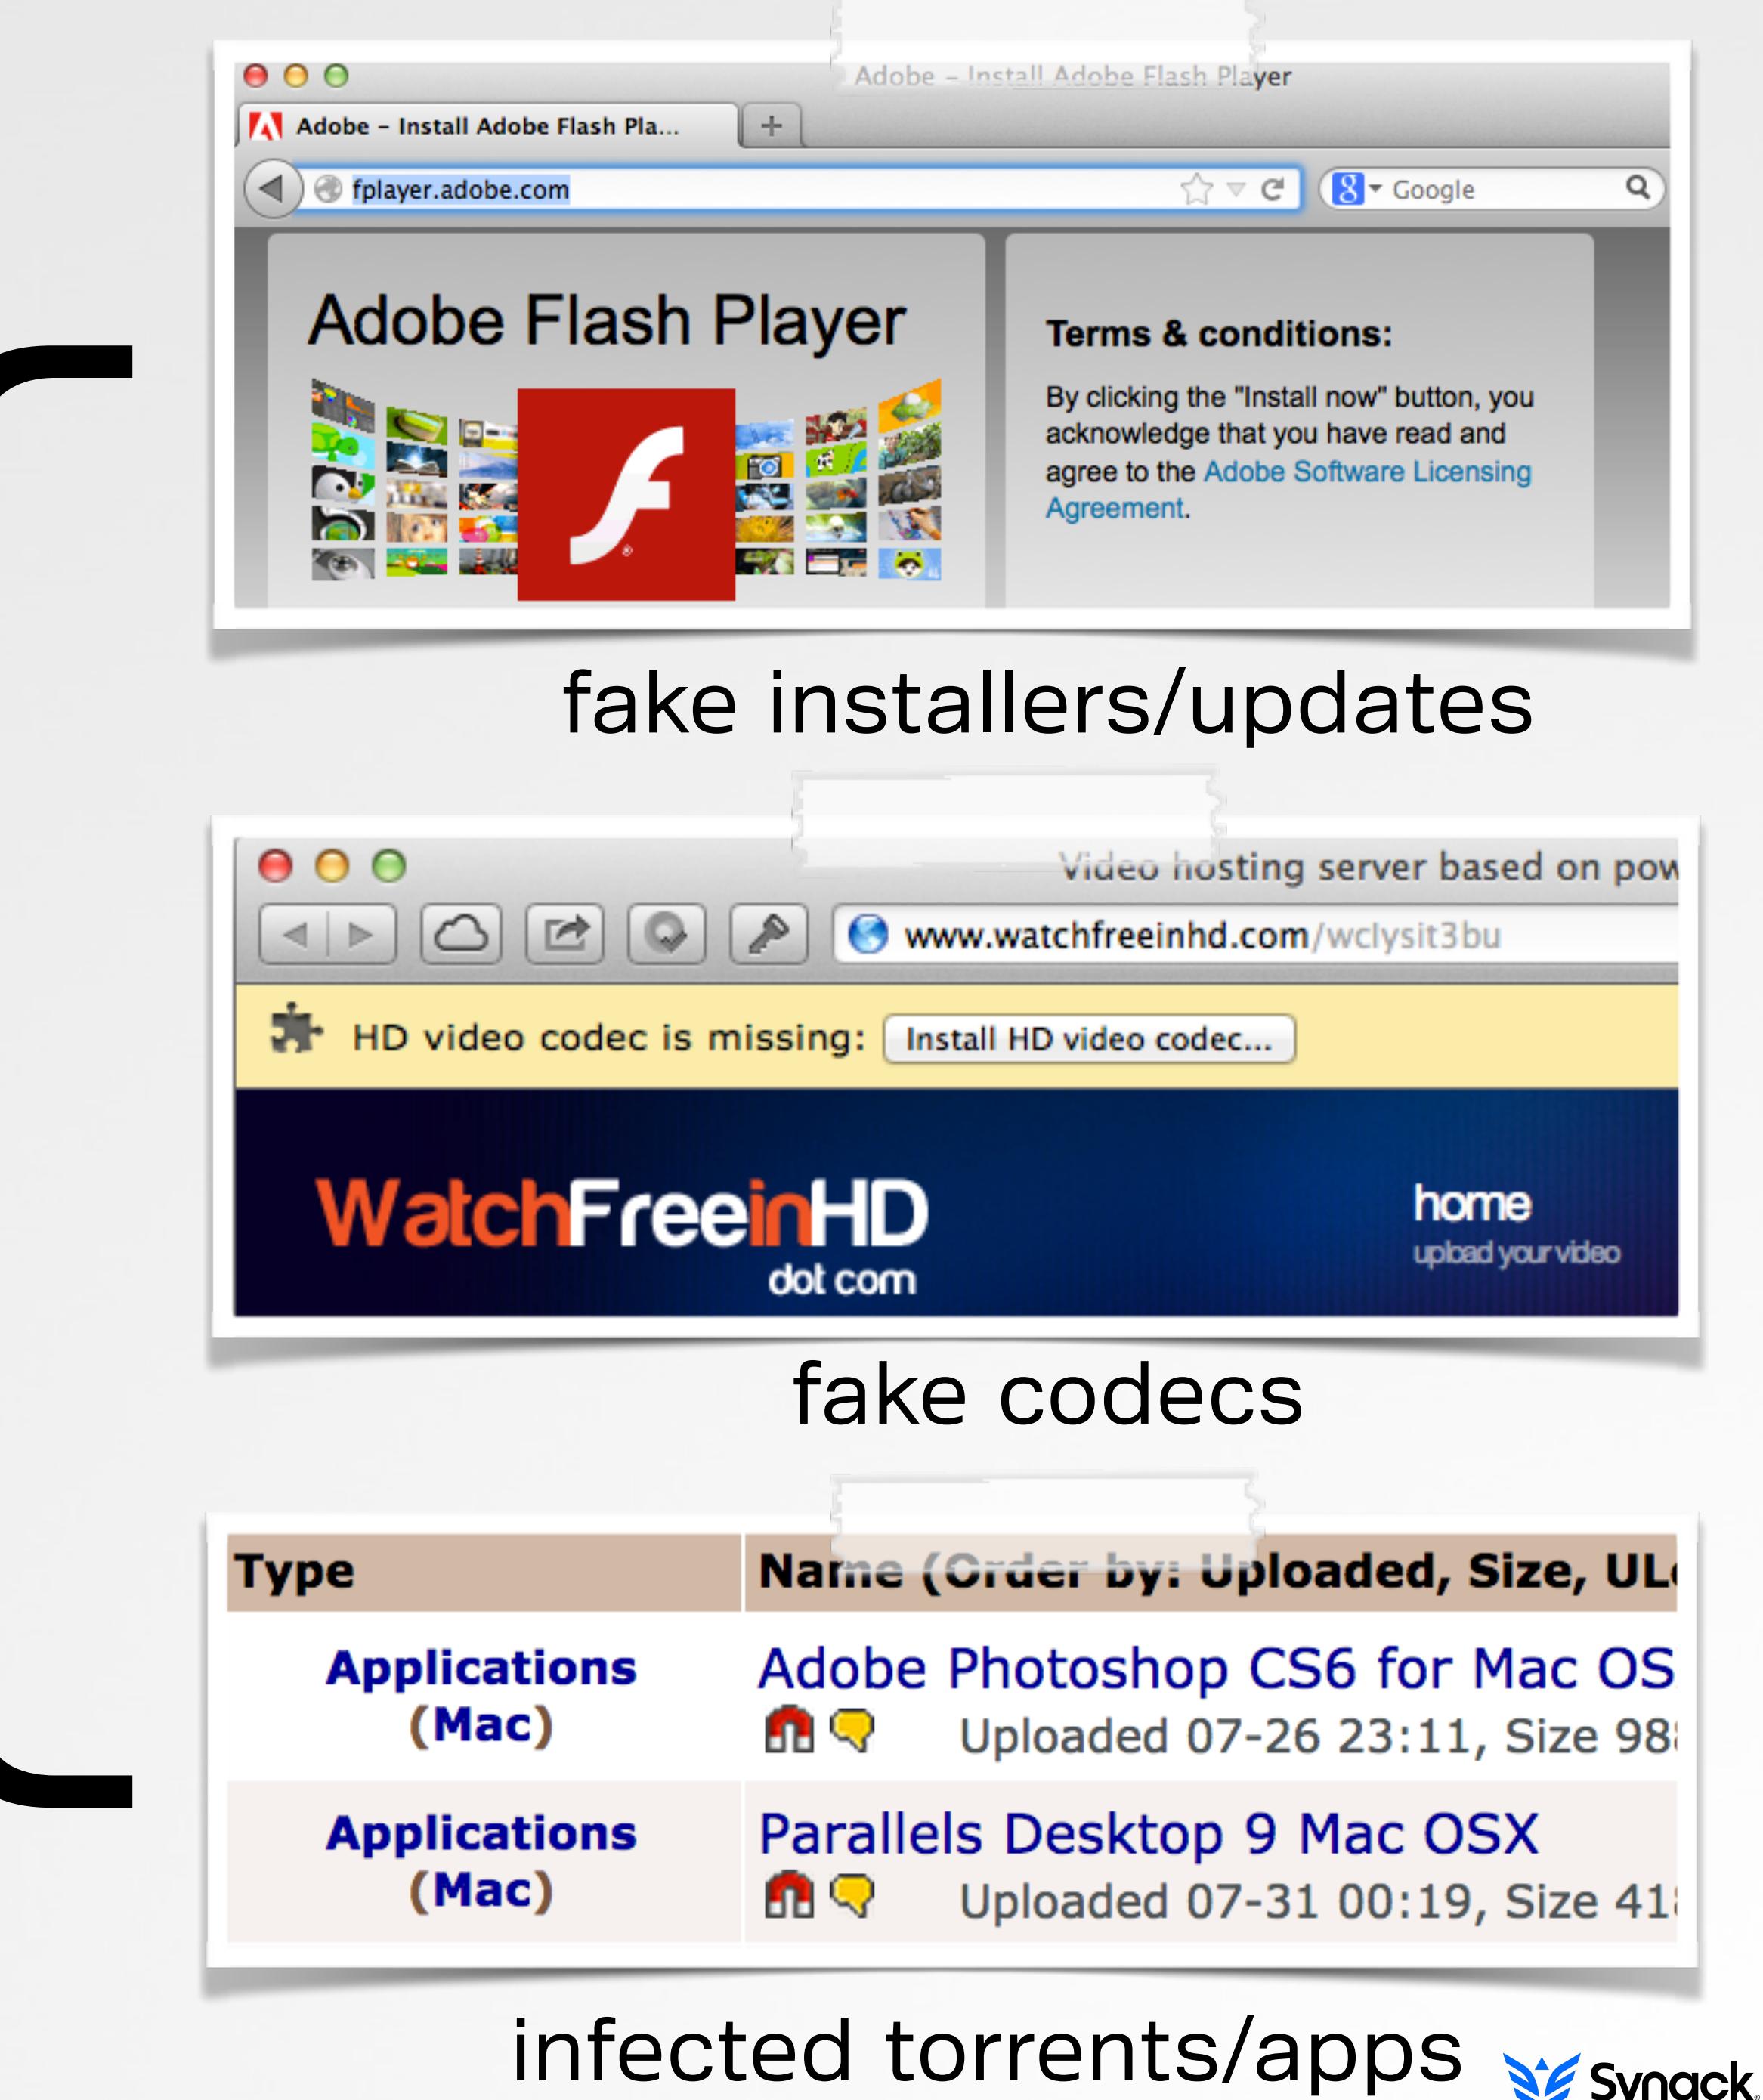 Adobe – Install Adobe Flash Player
Adobe – Install Adobe Flash Pla...
fplayer.adobe.com
Google
Adobe Flash Player
Terms & conditions:
By clicking the "Install now" button, you
acknowledge that you have read and
agree to the Adobe Software Licensing
Agreement.
fake installers/updates
Video hosting server based on pow
www.watchfreeinhd.com/wclysit3bu
HD video codec is missing: Install HD video codec...
WatchFreeinHD
dot com
home
upload your video
fake codecs
Type Name (Order by: Uploaded, Size, UL
Applications
(Mac)
Adobe Photoshop CS6 for Mac OS
Uploaded 07-26 23:11, Size 98
Applications
(Mac)
Parallels Desktop 9 Mac OSX
Uploaded 07-31 00:19, Size 41
infected torrents/apps
Synack